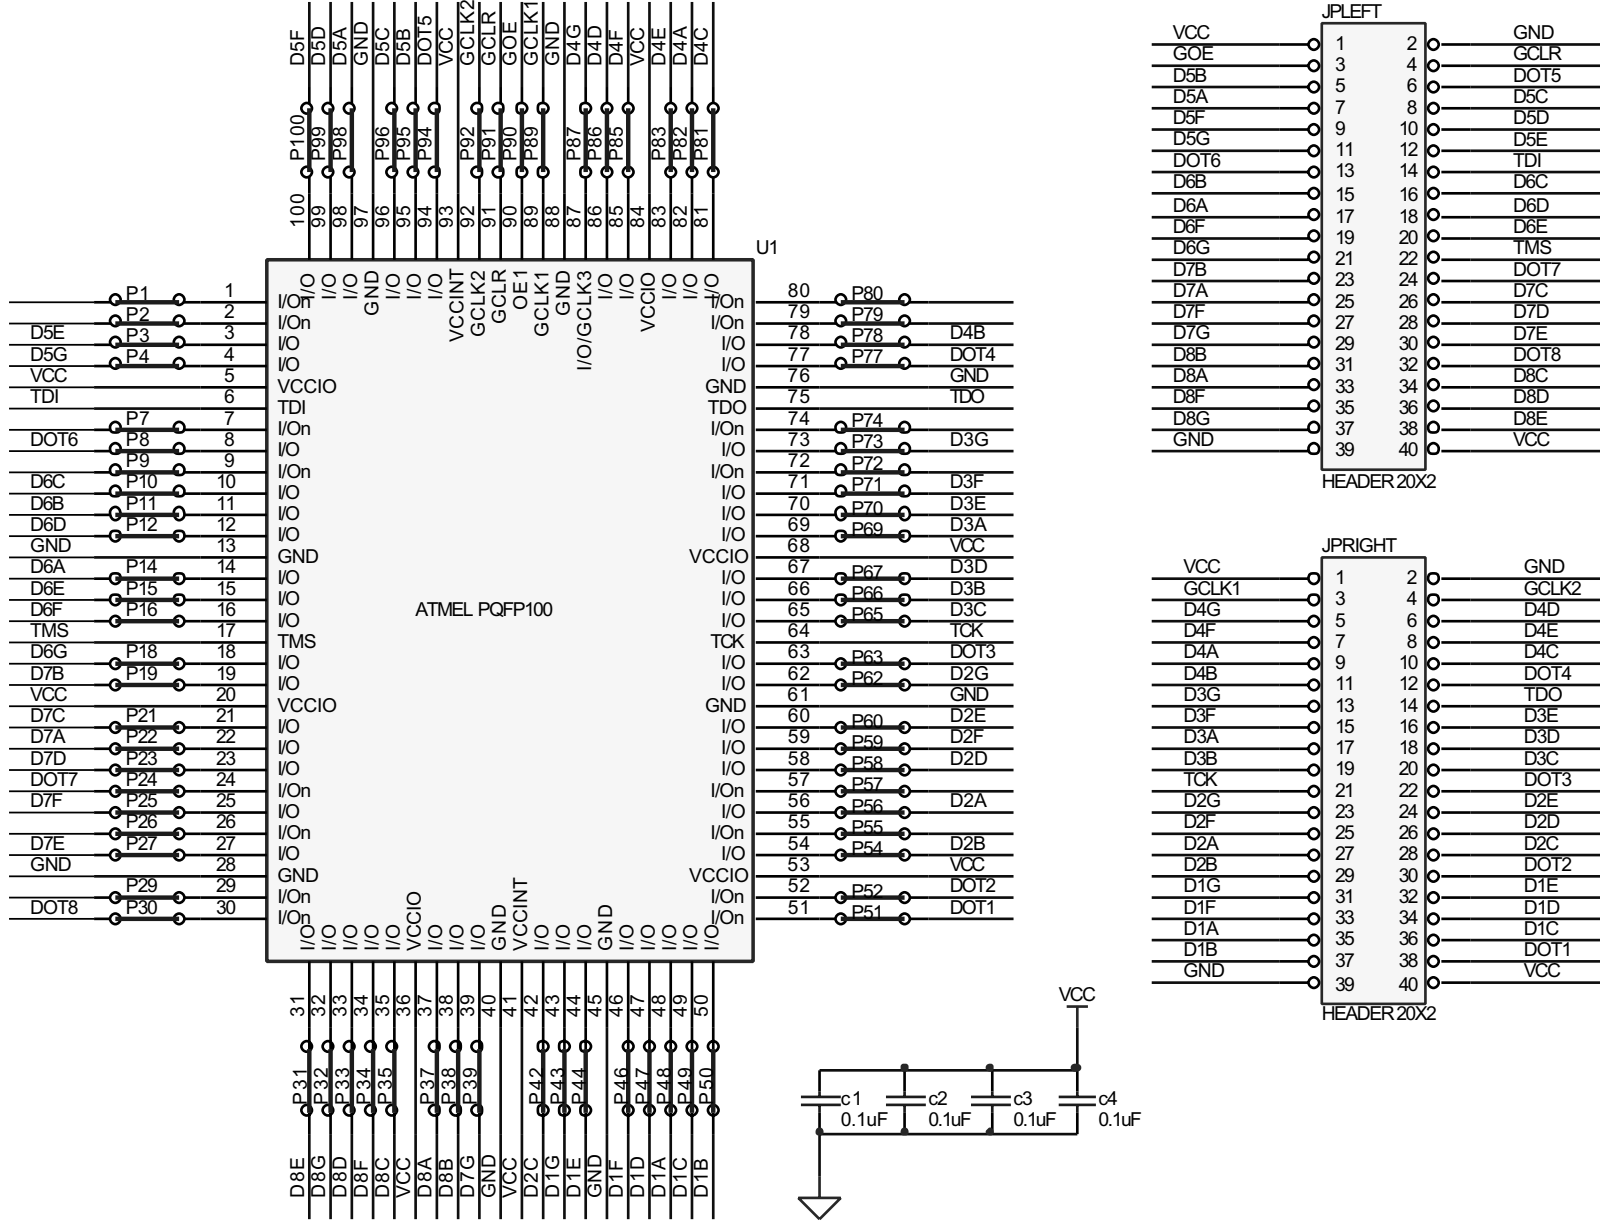 D5F D5D D5A GND D5C D5B DOT5 VCC GCLK2 GCLR GOE GCLK1 GND D4G D4D D4F VCC D4E D4A D4C
P100 P99 P98 P96 P95 P94 P92 P91 P90 P89 P87 P86 P85 P83 P82 P81
100 99 98 97 96 95 94 93 92 91 90 89 88 87 86 85 84 83 82 81
U1
I/O I/O I/O GND I/O I/O I/O VCCINT GCLK2 GCLR OE1 GCLK1 GND I/O/GCLK3 I/O I/O VCCIO I/O I/O I/O
P1 1 I/On
P2 2 I/On
D5E P3 3 I/O
D5G P4 4 I/O
VCC 5 VCCIO
TDI 6 TDI
P7 7 I/On
DOT6 P8 8 I/O
P9 9 I/On
D6C P10 10 I/O
D6B P11 11 I/O
D6D P12 12 I/O
GND 13 GND
D6A P14 14 I/O
D6E P15 15 I/O
D6F P16 16 I/O
TMS 17 TMS
D6G P18 18 I/O
D7B P19 19 I/O
VCC 20 VCCIO
D7C P21 21 I/O
D7A P22 22 I/O
D7D P23 23 I/O
DOT7 P24 24 I/On
D7F P25 25 I/O
P26 26 I/On
D7E P27 27 I/O
GND 28 GND
P29 29 I/On
DOT8 P30 30 I/On
ATMEL PQFP100
I/On 80 P80
I/On 79 P79
I/O 78 P78 D4B
I/O 77 P77 DOT4
GND 76 GND
TDO 75 TDO
I/On 74 P74
I/O 73 P73 D3G
I/On 72 P72
I/O 71 P71 D3F
I/O 70 P70 D3E
I/O 69 P69 D3A
VCCIO 68 VCC
I/O 67 P67 D3D
I/O 66 P66 D3B
I/O 65 P65 D3C
TCK 64 TCK
I/O 63 P63 DOT3
I/O 62 P62 D2G
GND 61 GND
I/O 60 P60 D2E
I/O 59 P59 D2F
I/O 58 P58 D2D
I/On 57 P57
I/O 56 P56 D2A
I/On 55 P55
I/O 54 P54 D2B
VCCIO 53 VCC
I/On 52 P52 DOT2
I/On 51 P51 DOT1
I/O I/O I/O I/O I/O VCCIO I/O I/O I/O GND VCCINT I/O I/O I/O GND I/O I/O I/O I/O I/O
31 32 33 34 35 36 37 38 39 40 41 42 43 44 45 46 47 48 49 50
P31 P32 P33 P34 P35 P37 P38 P39 P42 P43 P44 P46 P47 P48 P49 P50
D8E D8G D8D D8F D8C VCC D8A D8B D7G GND VCC D2C D1G D1E GND D1F D1D D1A D1C D1B
JPLEFT
VCC 1 2 GND
GOE 3 4 GCLR
D5B 5 6 DOT5
D5A 7 8 D5C
D5F 9 10 D5D
D5G 11 12 D5E
DOT6 13 14 TDI
D6B 15 16 D6C
D6A 17 18 D6D
D6F 19 20 D6E
D6G 21 22 TMS
D7B 23 24 DOT7
D7A 25 26 D7C
D7F 27 28 D7D
D7G 29 30 D7E
D8B 31 32 DOT8
D8A 33 34 D8C
D8F 35 36 D8D
D8G 37 38 D8E
GND 39 40 VCC
HEADER 20X2
JPRIGHT
VCC 1 2 GND
GCLK1 3 4 GCLK2
D4G 5 6 D4D
D4F 7 8 D4E
D4A 9 10 D4C
D4B 11 12 DOT4
D3G 13 14 TDO
D3F 15 16 D3E
D3A 17 18 D3D
D3B 19 20 D3C
TCK 21 22 DOT3
D2G 23 24 D2E
D2F 25 26 D2D
D2A 27 28 D2C
D2B 29 30 DOT2
D1G 31 32 D1E
D1F 33 34 D1D
D1A 35 36 D1C
D1B 37 38 DOT1
GND 39 40 VCC
HEADER 20X2
VCC
c1 c2 c3 c4
0.1uF 0.1uF 0.1uF 0.1uF